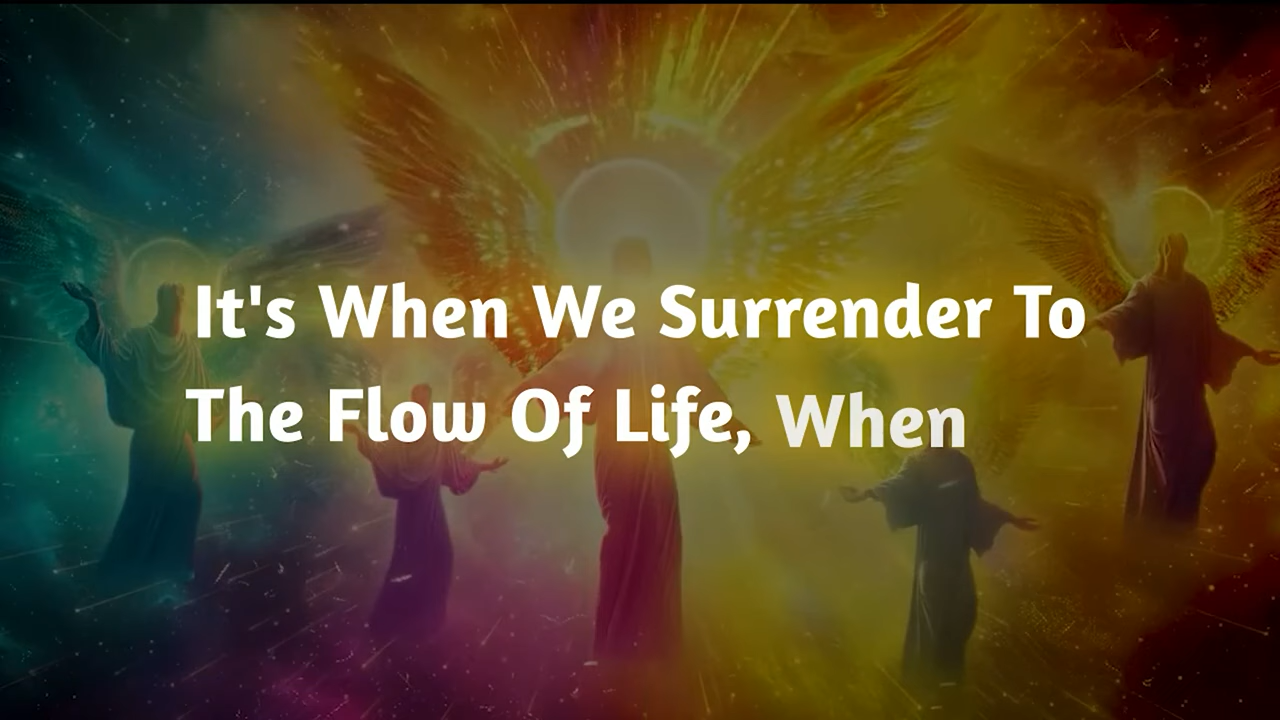 It's When We Surrender To
The Flow Of Life, When